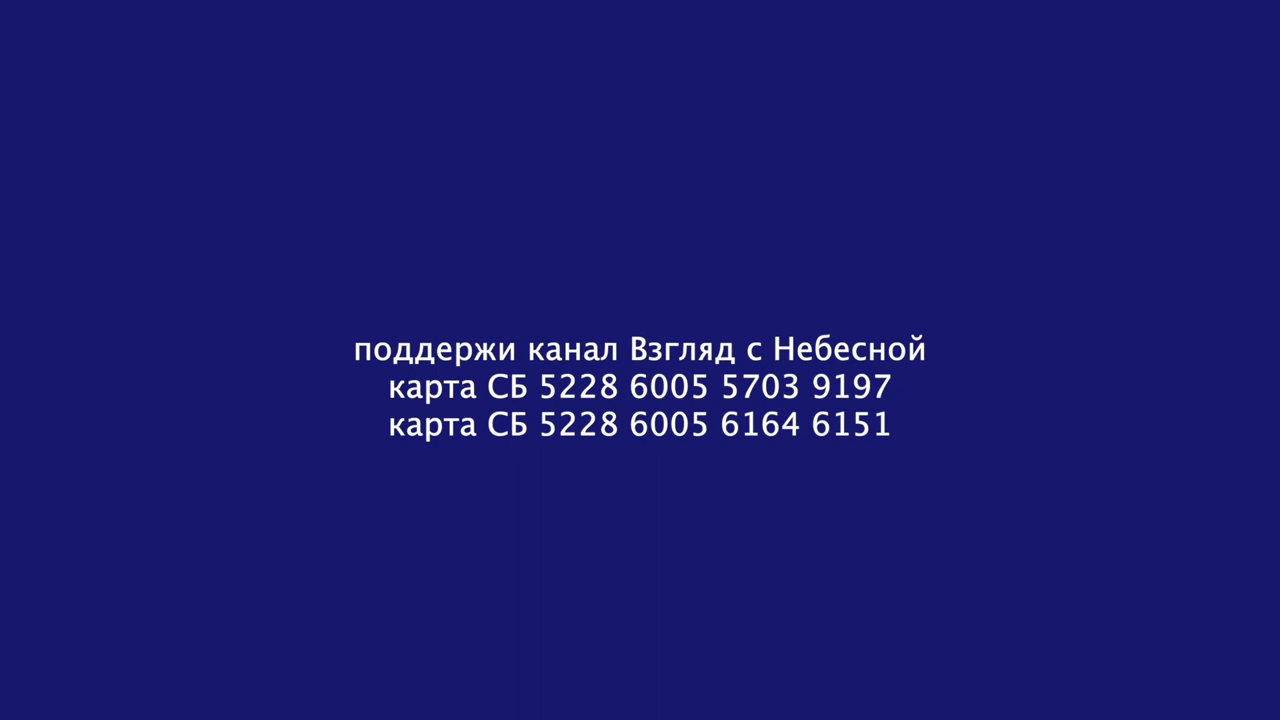 поддержи канал Взгляд с Небесной
карта СБ 5228 6005 5703 9197
карта СБ 5228 6005 6164 6151